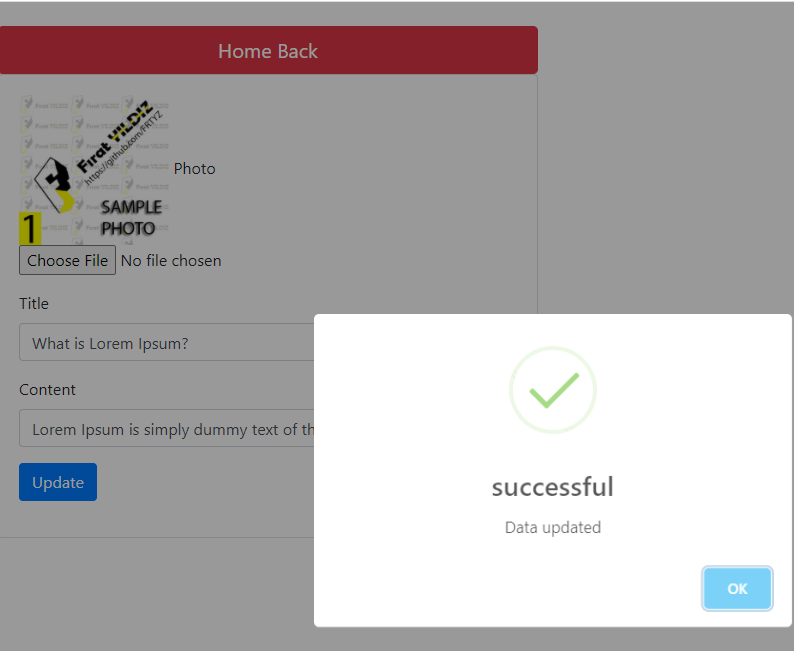 Home Back
Fırat YILDIZ
https://github.com/FRTYZ
SAMPLE
PHOTO
1
Photo
Choose File No file chosen
Title
What is Lorem Ipsum?
Content
Lorem Ipsum is simply dummy text of th
Update
successful
Data updated
OK